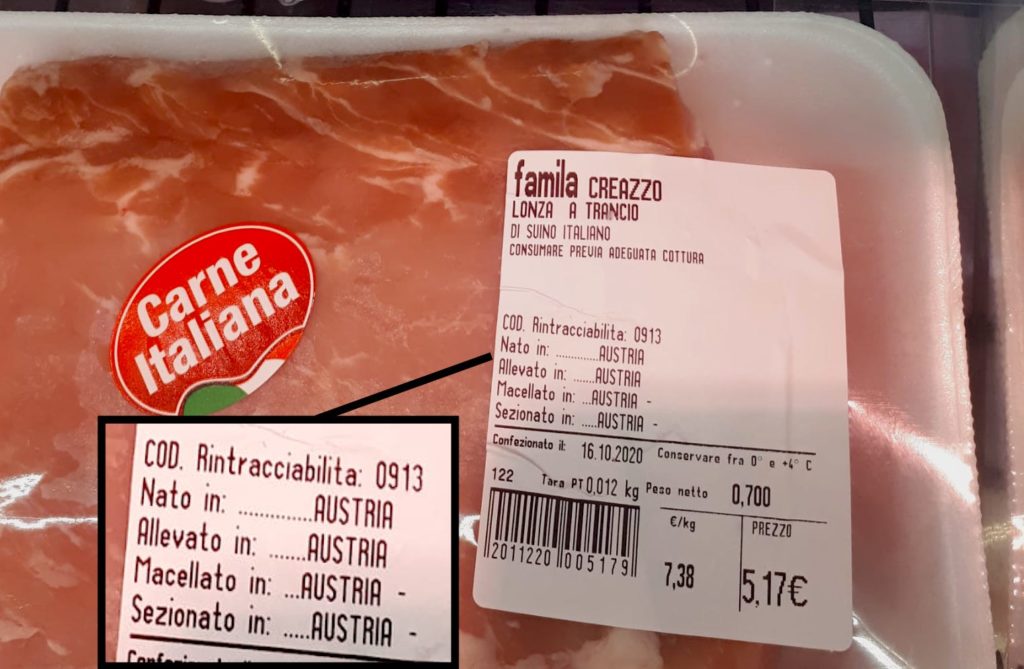 famila CREAZZO
LONZA A TRANCIO
DI SUINO ITALIANO
CONSUMARE PREVIA ADEGUATA COTTURA
COD. Rintracciabilita: 0913
Nato in: .............AUSTRIA
Allevato in: .......AUSTRIA
Macellato in: ...AUSTRIA -
Sezionato in: .....AUSTRIA -
Confezionato il: 16.10.2020 Conservare fra 0° e +4° C
122 Tara PT 0,012 kg Peso netto 0,700
€/kg PREZZO
2011220 005179
7,38 5,17€
Carne
Italiana
COD. Rintracciabilita: 0913
Nato in: .............AUSTRIA
Allevato in: .......AUSTRIA
Macellato in: ...AUSTRIA -
Sezionato in: .....AUSTRIA -